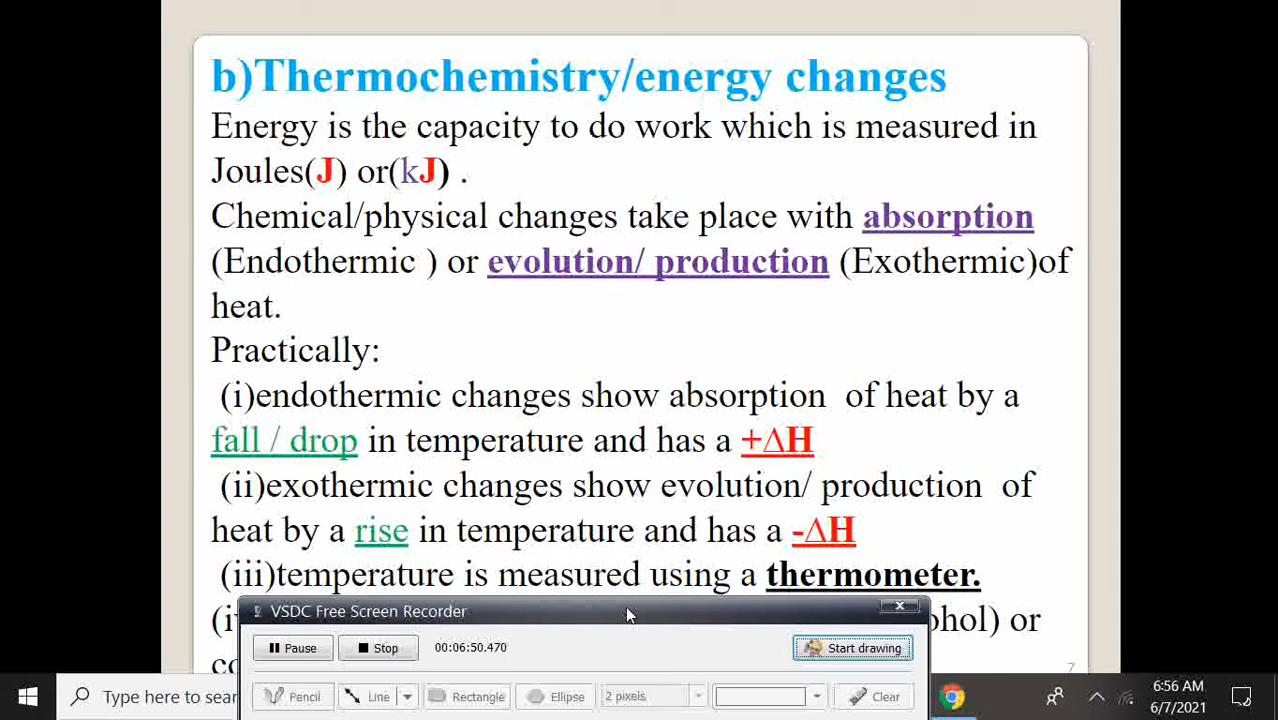 b)Thermochemistry/energy changes
Energy is the capacity to do work which is measured in
Joules(J) or(kJ) .
Chemical/physical changes take place with absorption
(Endothermic ) or evolution/ production (Exothermic)of
heat.
Practically:
(i)endothermic changes show absorption  of heat by a
fall / drop in temperature and has a +∆H
(ii)exothermic changes show evolution/ production  of
heat by a rise in temperature and has a -∆H
(iii)temperature is measured using a thermometer.
or
VSDC Free Screen Recorder
Pause Stop 00:06:50.470 Start drawing
7
Pencil Line Rectangle Ellipse 2 pixels Clear
Type here to sear
6:56 AM
6/7/2021